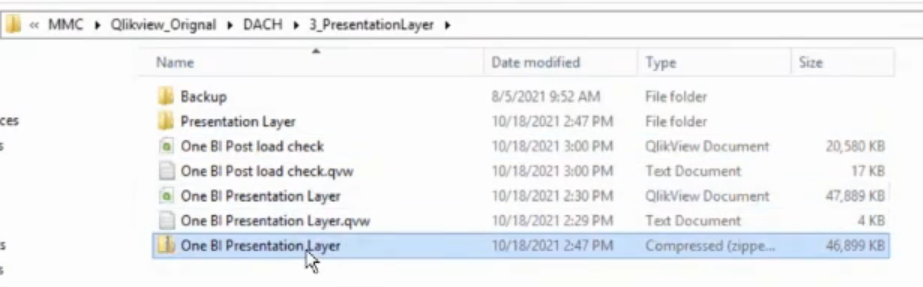 « MMC ▸ Qlikview_Orignal ▸ DACH ▸ 3_PresentationLayer ▸
Name Date modified Type Size
Backup 8/5/2021 9:52 AM File folder
ces Presentation Layer 10/18/2021 2:47 PM File folder
s One BI Post load check 10/18/2021 3:00 PM QlikView Document 20,580 KB
One BI Post load check.qvw 10/18/2021 3:00 PM Text Document 17 KB
One BI Presentation Layer 10/18/2021 2:30 PM QlikView Document 47,889 KB
One BI Presentation Layer.qvw 10/18/2021 2:29 PM Text Document 4 KB
s One BI Presentation Layer 10/18/2021 2:47 PM Compressed (zippe... 46,899 KB
s